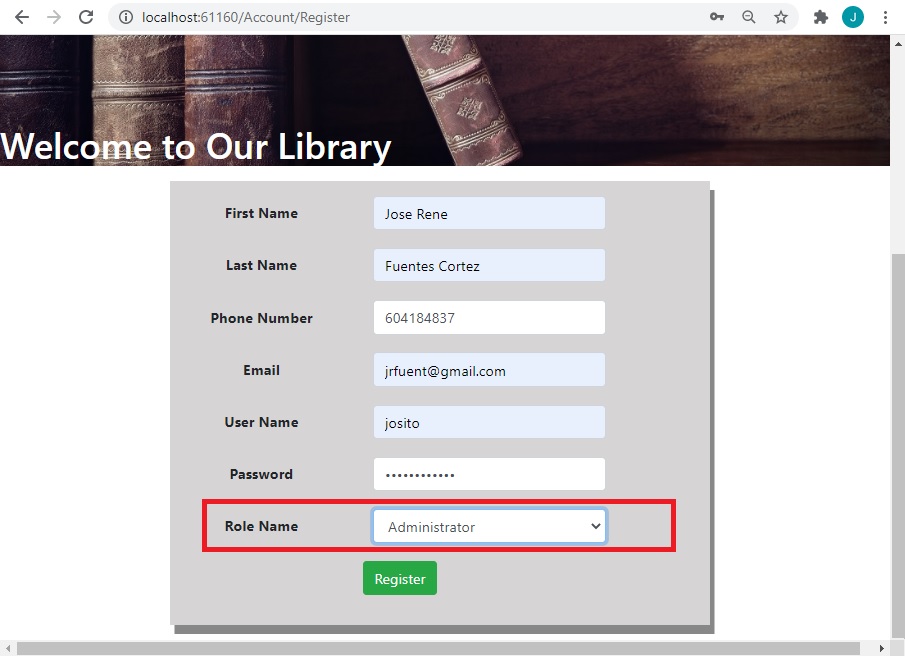 localhost:61160/Account/Register
J
Welcome to Our Library
First Name Jose Rene
Last Name Fuentes Cortez
Phone Number 604184837
Email jrfuent@gmail.com
User Name josito
Password ••••••••••••
Role Name Administrator
Register